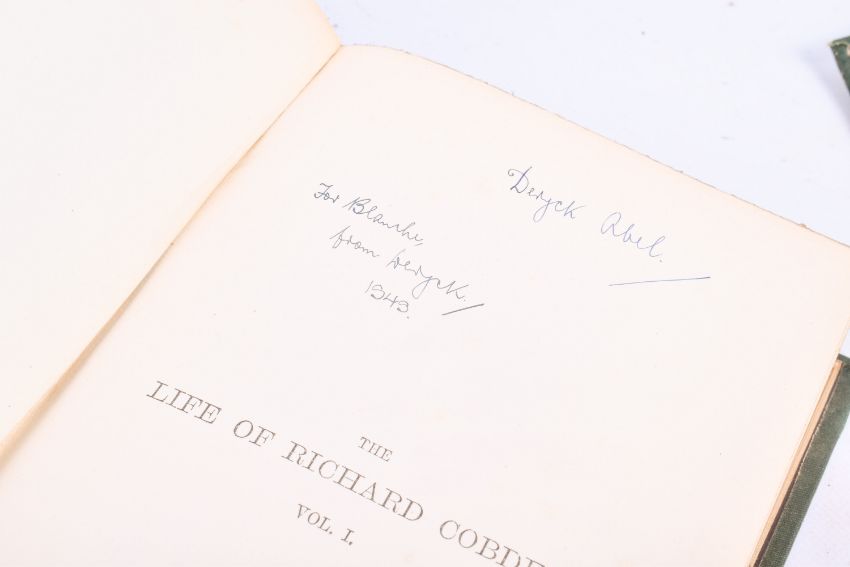 Deryck Abel.
For Blanche,
from Deryck.
1943.
THE
LIFE OF RICHARD COBDE
VOL. I.